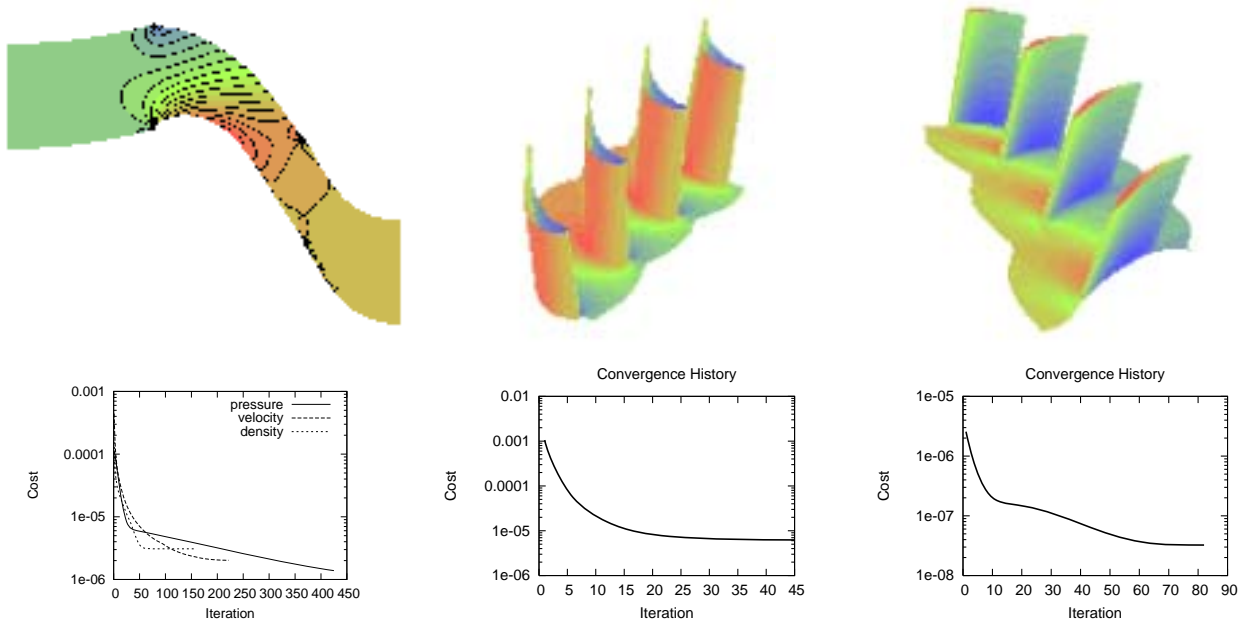 0.001
0.0001
1e-05
1e-06
0 50 100 150 200 250 300 350 400 450
Cost
Iteration
pressure
velocity
density
Convergence History
0.01
0.001
0.0001
1e-05
1e-06
0 5 10 15 20 25 30 35 40 45
Cost
Iteration
Convergence History
1e-05
1e-06
1e-07
1e-08
0 10 20 30 40 50 60 70 80 90
Cost
Iteration